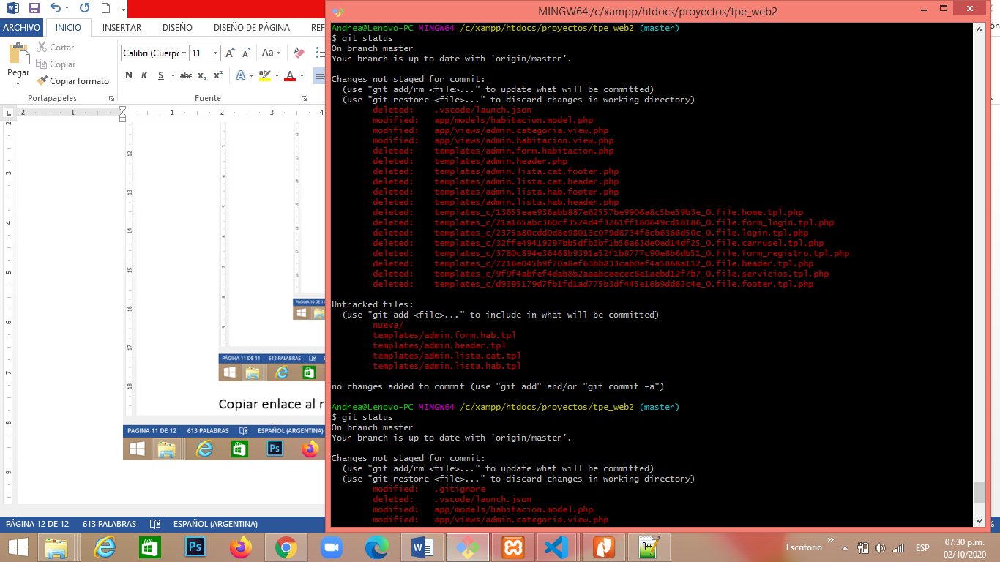 MINGW64:/c/xampp/htdocs/proyectos/tpe_web2
ARCHIVO INICIO INSERTAR DISEÑO DISEÑO DE PÁGINA REF
Pegar
Cortar
Copiar
Copiar formato
Portapapeles
Calibri (Cuerpo 11
Fuente
Andrea@Lenovo-PC MINGW64 /c/xampp/htdocs/proyectos/tpe_web2 (master)
$ git status
On branch master
Your branch is up to date with 'origin/master'.
Changes not staged for commit:
(use "git add/rm <file>..." to update what will be committed)
(use "git restore <file>..." to discard changes in working directory)
deleted: .vscode/launch.json
modified: app/models/habitacion.model.php
modified: app/views/admin.categoria.view.php
modified: app/views/admin.habitacion.view.php
deleted: templates/admin.form.habitacion.php
deleted: templates/admin.header.php
deleted: templates/admin.lista.cat.footer.php
deleted: templates/admin.lista.cat.header.php
deleted: templates/admin.lista.hab.footer.php
deleted: templates/admin.lista.hab.header.php
deleted: templates_c/13655eae936abb887e62557be9906a8c5be59b3e_0.file.home.tpl.php
deleted: templates_c/21a165abc360cf3524d4f3261ff180649cd18186_0.file.form_login.tpl.php
deleted: templates_c/2375a80cdd0d8e98013c079d8734f6cb6366d50c_0.file.login.tpl.php
deleted: templates_c/32ffe49419297bb5dfb3bf1b56a63de0ed14df25_0.file.carrusel.tpl.php
deleted: templates_c/3780c894e36468b9391a52f1b8777c90e8b6db51_0.file.form_registro.tpl.php
deleted: templates_c/7216e045b9f70a8ef63bb833cab0ef4a5868a112_0.file.header.tpl.php
deleted: templates_c/9f9f4abfef4dab8b2aaabceecec8e1aebd12f7b7_0.file.servicios.tpl.php
deleted: templates_c/d9395179d7fb1fd1ad775b3df445e16b9dd62c4e_0.file.footer.tpl.php
Untracked files:
(use "git add <file>..." to include in what will be committed)
nueva/
templates/admin.form.hab.tpl
templates/admin.header.tpl
templates/admin.lista.cat.tpl
templates/admin.lista.hab.tpl
no changes added to commit (use "git add" and/or "git commit -a")
Andrea@Lenovo-PC MINGW64 /c/xampp/htdocs/proyectos/tpe_web2 (master)
$ git status
On branch master
Your branch is up to date with 'origin/master'.
Changes not staged for commit:
(use "git add/rm <file>..." to update what will be committed)
(use "git restore <file>..." to discard changes in working directory)
modified: .gitignore
deleted: .vscode/launch.json
modified: app/models/habitacion.model.php
modified: app/views/admin.categoria.view.php
PÁGINA 10 DE 11
PÁGINA 11 DE 11 613 PALABRAS
Copiar enlace al r
PÁGINA 11 DE 12 613 PALABRAS ESPAÑOL (ARGENTINA)
PÁGINA 12 DE 12 613 PALABRAS ESPAÑOL (ARGENTINA)
Escritorio ESP 07:30 p.m.
02/10/2020